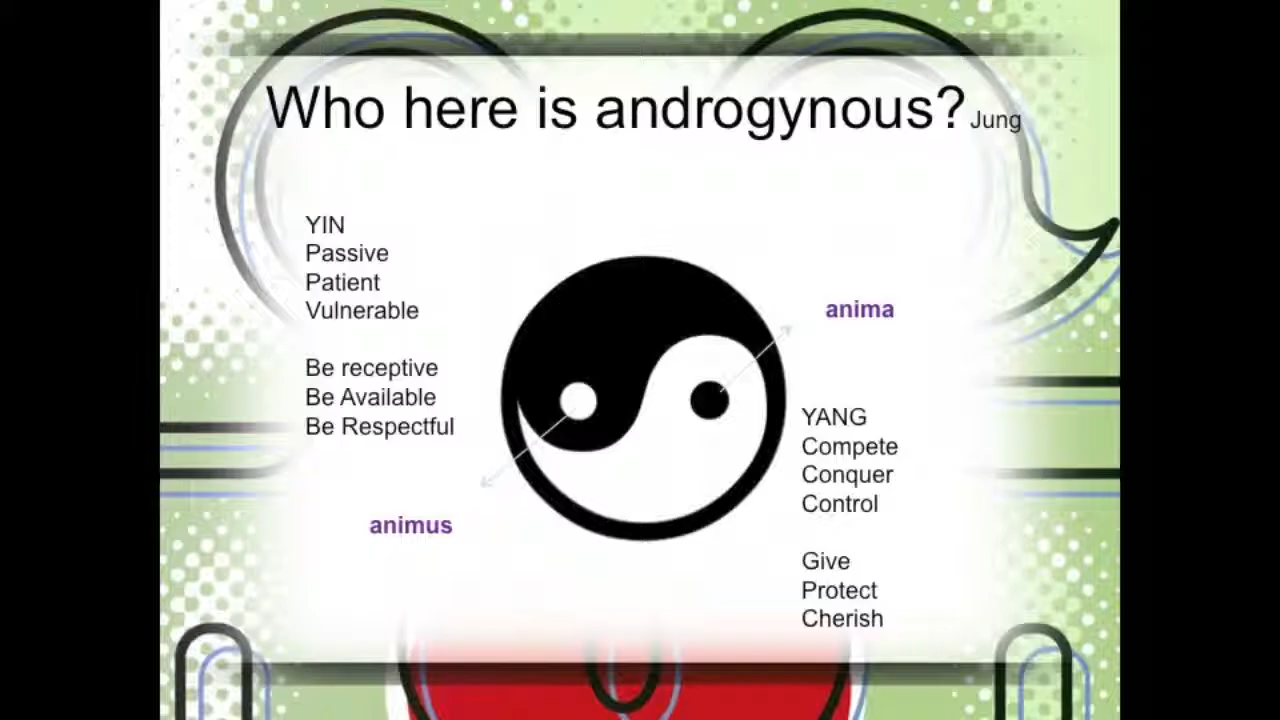 Who here is androgynous? Jung
YIN
Passive
Patient
Vulnerable
Be receptive
Be Available
Be Respectful
animus
anima
YANG
Compete
Conquer
Control
Give
Protect
Cherish